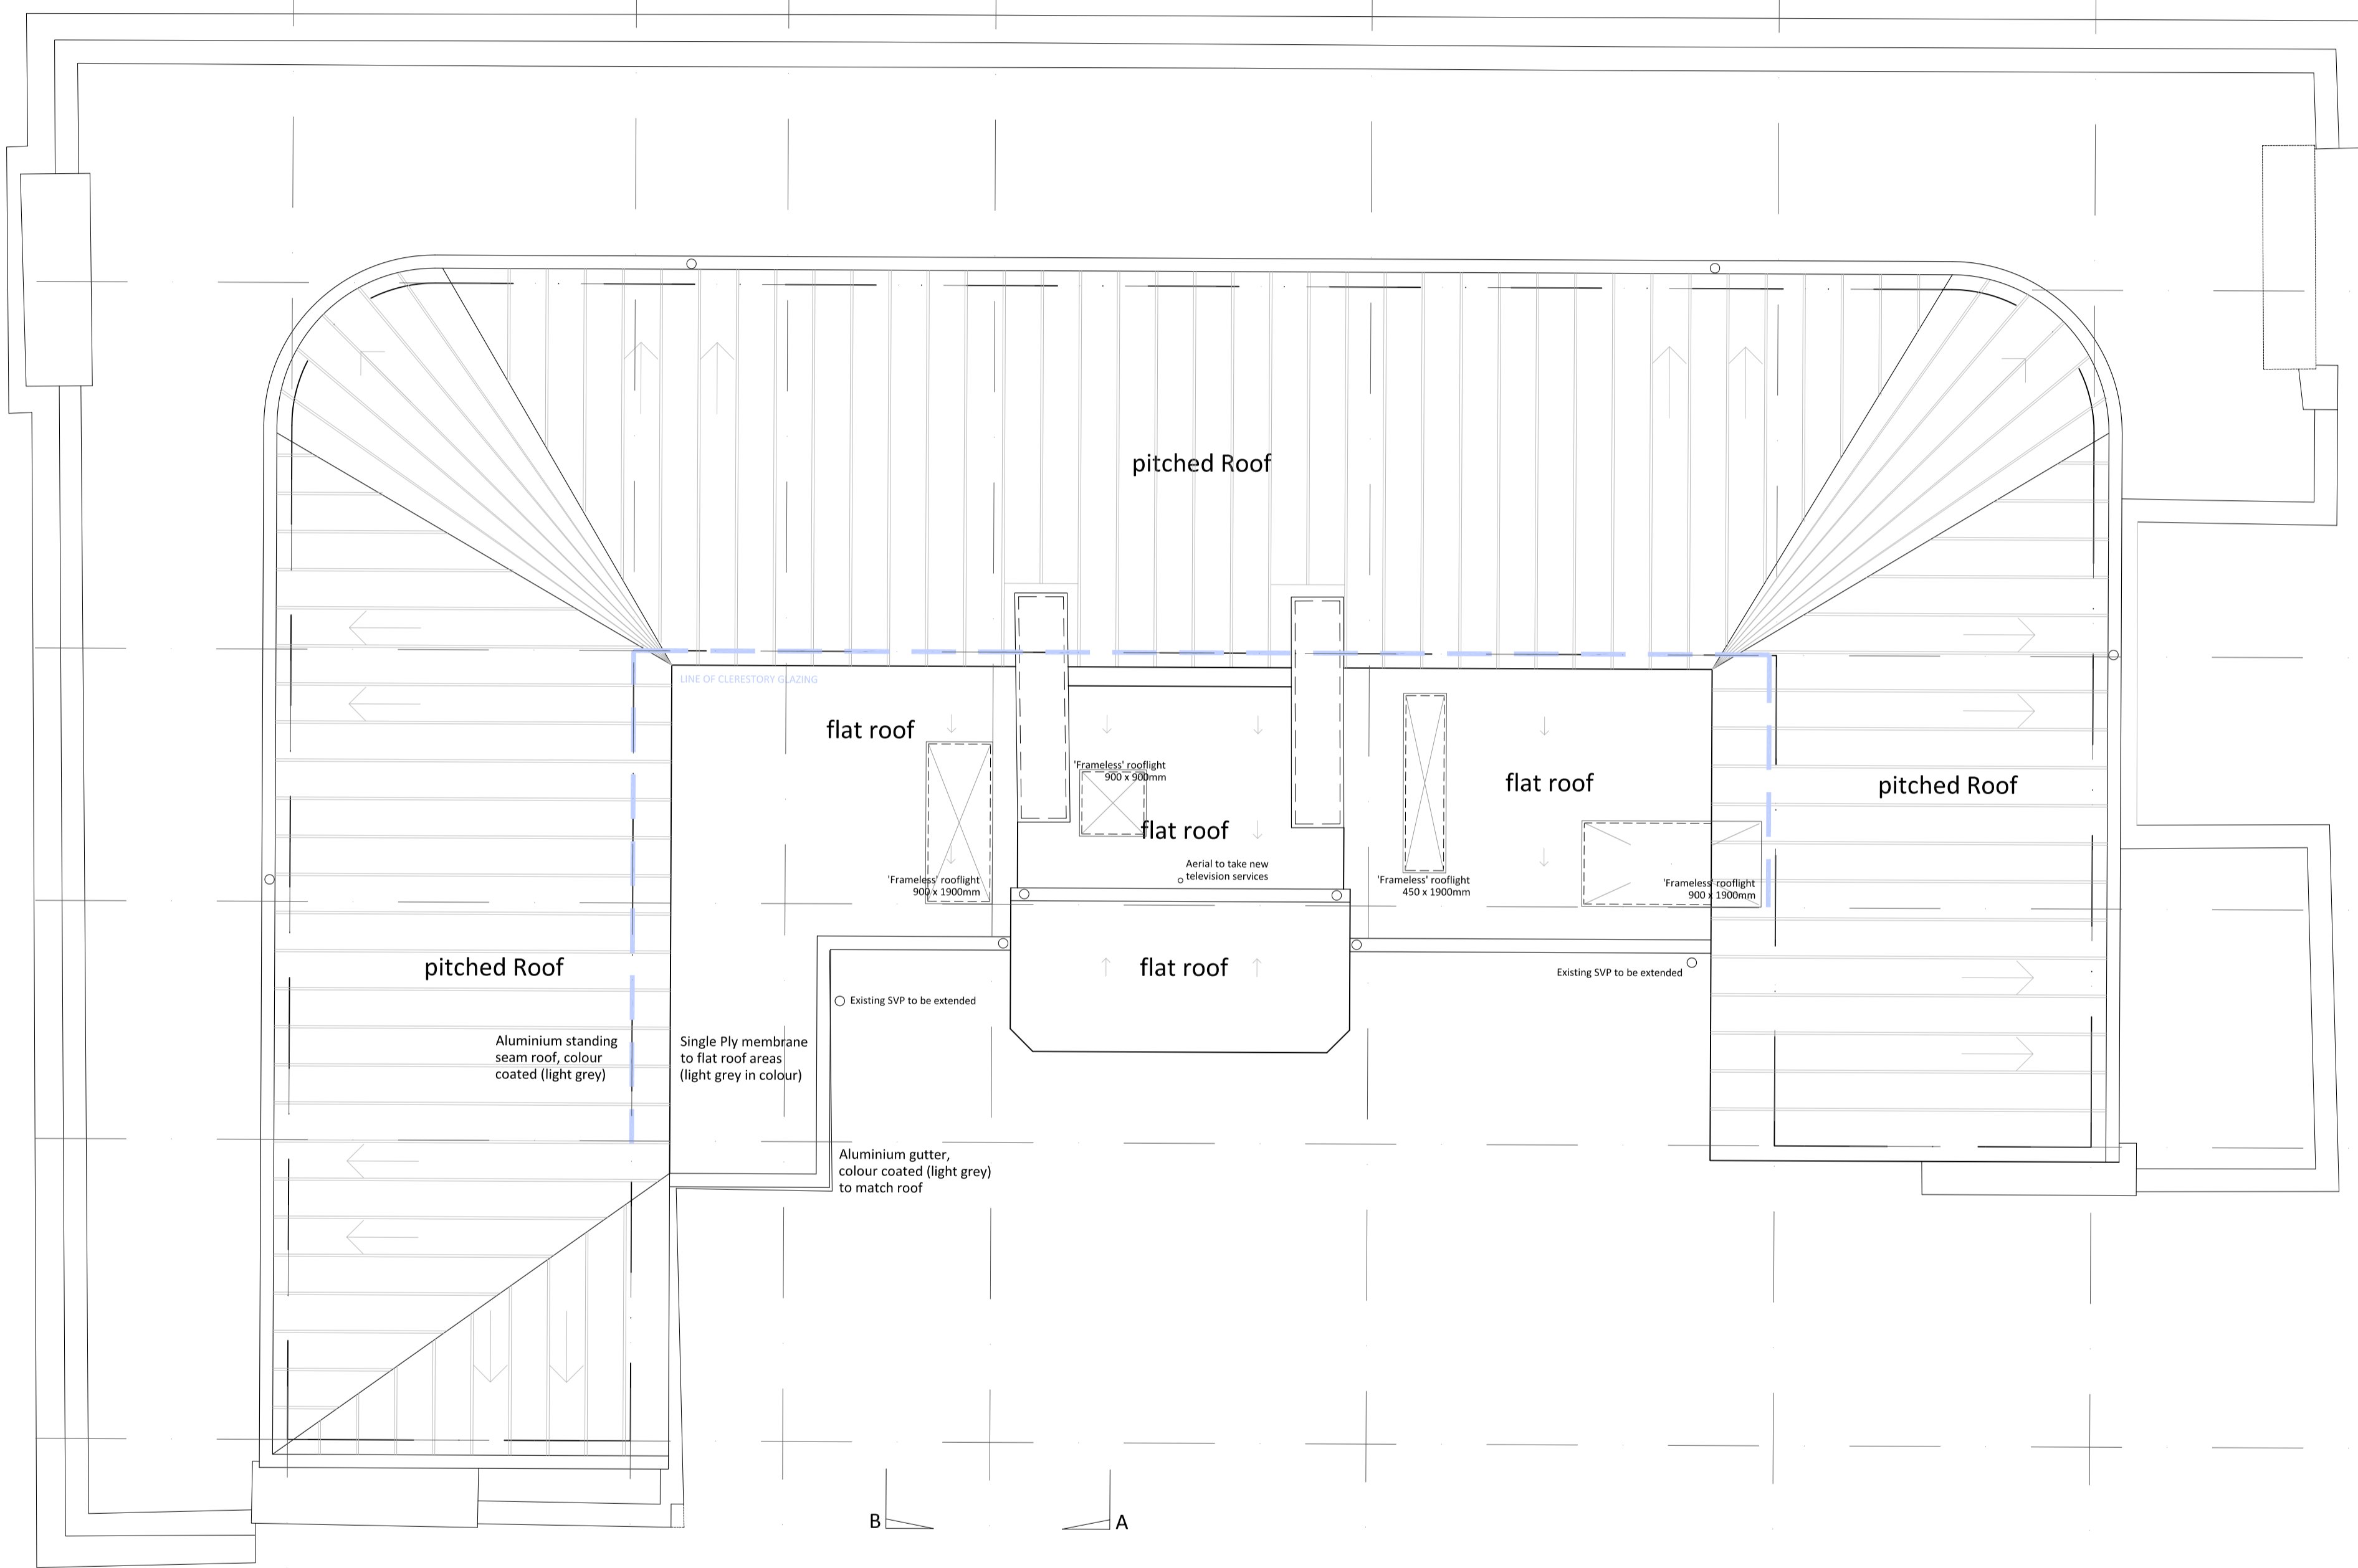 pitched Roof
LINE OF CLERESTORY GLAZING
flat roof
'Frameless' rooflight
900 x 900mm
flat roof
flat roof
pitched Roof
Aerial to take new
television services
'Frameless' rooflight
900 x 1900mm
'Frameless' rooflight
450 x 1900mm
'Frameless' rooflight
900 x 1900mm
pitched Roof
flat roof
Existing SVP to be extended
Existing SVP to be extended
Aluminium standing
seam roof, colour
coated (light grey)
Single Ply membrane
to flat roof areas
(light grey in colour)
Aluminium gutter,
colour coated (light grey)
to match roof
B
A